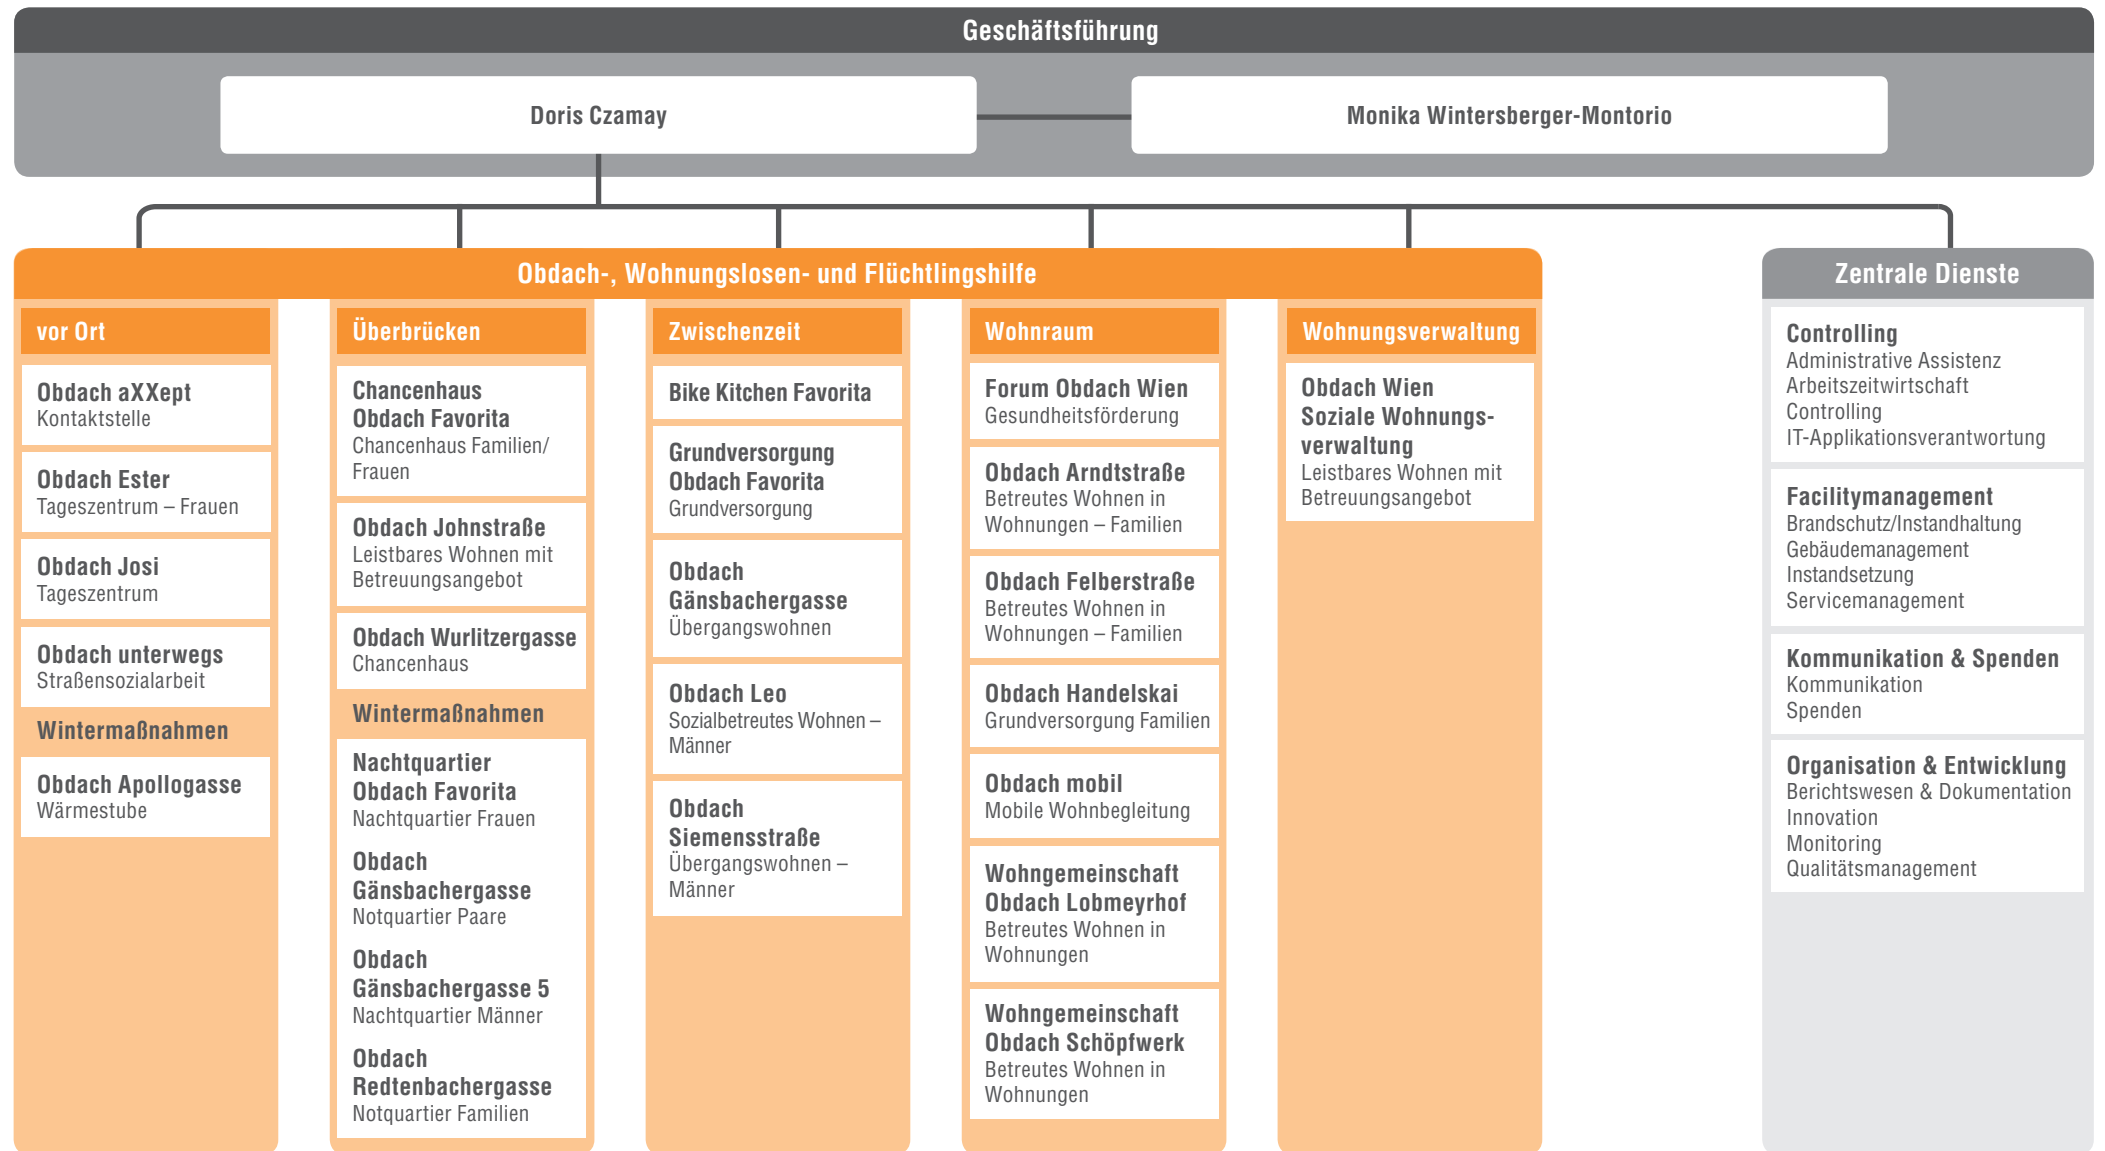 Geschäftsführung
Doris Czamay
Monika Wintersberger-Montorio
Obdach-, Wohnungslosen- und Flüchtlingshilfe
vor Ort
Obdach aXXept
Kontaktstelle
Obdach Ester
Tageszentrum – Frauen
Obdach Josi
Tageszentrum
Obdach unterwegs
Straßensozialarbeit
Wintermaßnahmen
Obdach Apollogasse
Wärmestube
Überbrücken
Chancenhaus
Obdach Favorita
Chancenhaus Familien/
Frauen
Obdach Johnstraße
Leistbares Wohnen mit
Betreuungsangebot
Obdach Wurlitzergasse
Chancenhaus
Wintermaßnahmen
Nachtquartier
Obdach Favorita
Nachtquartier Frauen
Obdach
Gänsbachergasse
Notquartier Paare
Obdach
Gänsbachergasse 5
Nachtquartier Männer
Obdach
Redtenbachergasse
Notquartier Familien
Zwischenzeit
Bike Kitchen Favorita
Grundversorgung
Obdach Favorita
Grundversorgung
Obdach
Gänsbachergasse
Übergangswohnen
Obdach Leo
Sozialbetreutes Wohnen –
Männer
Obdach
Siemensstraße
Übergangswohnen –
Männer
Wohnraum
Forum Obdach Wien
Gesundheitsförderung
Obdach Arndtstraße
Betreutes Wohnen in
Wohnungen – Familien
Obdach Felberstraße
Betreutes Wohnen in
Wohnungen – Familien
Obdach Handelskai
Grundversorgung Familien
Obdach mobil
Mobile Wohnbegleitung
Wohngemeinschaft
Obdach Lobmeyrhof
Betreutes Wohnen in
Wohnungen
Wohngemeinschaft
Obdach Schöpfwerk
Betreutes Wohnen in
Wohnungen
Wohnungsverwaltung
Obdach Wien
Soziale Wohnungs-
verwaltung
Leistbares Wohnen mit
Betreuungsangebot
Zentrale Dienste
Controlling
Administrative Assistenz
Arbeitszeitwirtschaft
Controlling
IT-Applikationsverantwortung
Facilitymanagement
Brandschutz/Instandhaltung
Gebäudemanagement
Instandsetzung
Servicemanagement
Kommunikation & Spenden
Kommunikation
Spenden
Organisation & Entwicklung
Berichtswesen & Dokumentation
Innovation
Monitoring
Qualitätsmanagement